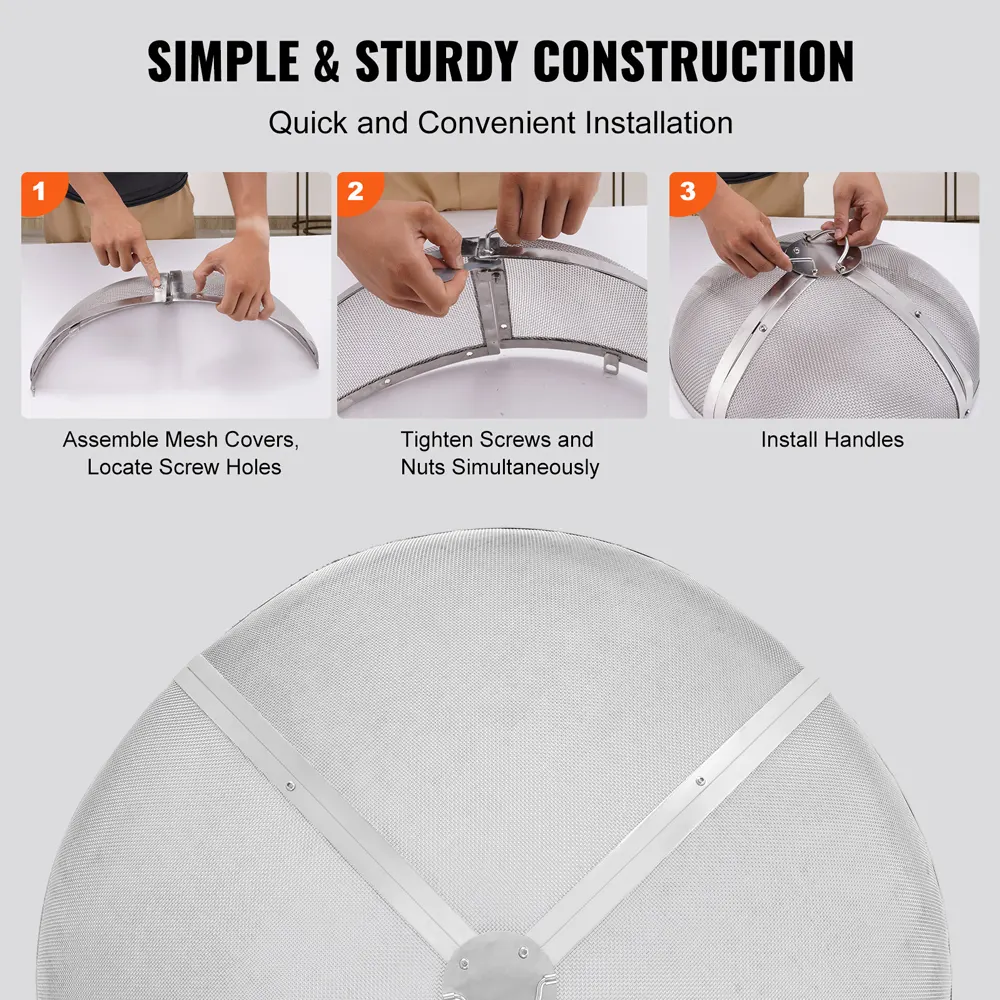 SIMPLE & STURDY CONSTRUCTION
Quick and Convenient Installation
1
2
3
Assemble Mesh Covers,
Locate Screw Holes
Tighten Screws and
Nuts Simultaneously
Install Handles